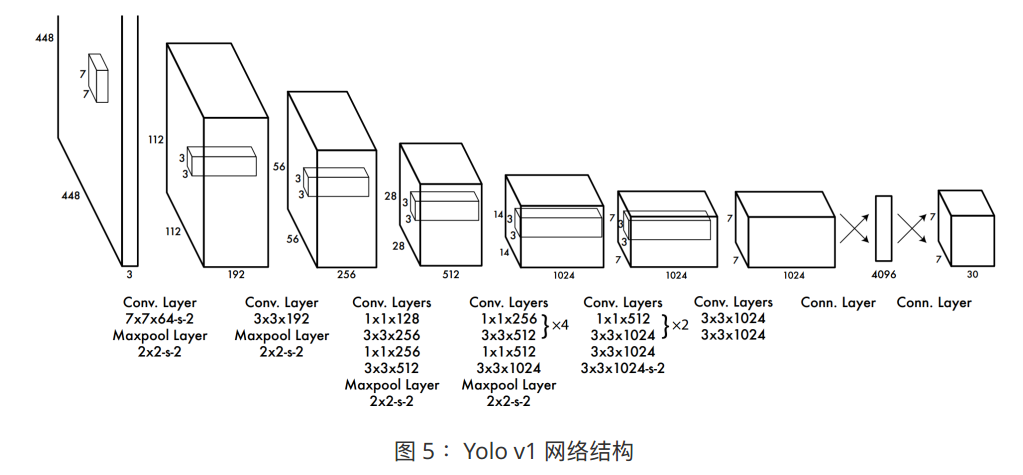 448
7
7
448
3
112
3
3
112
192
56
3
3
56
256
28
3
3
28
512
14
3
3
14
1024
7
3
3
7
1024
7
7
1024
4096
7
7
30
Conv. Layer
7x7x64-s-2
Maxpool Layer
2x2-s-2
Conv. Layer
3x3x192
Maxpool Layer
2x2-s-2
Conv. Layers
1x1x128
3x3x256
1x1x256
3x3x512
Maxpool Layer
2x2-s-2
Conv. Layers
1x1x256
3x3x512
}×4
1x1x512
3x3x1024
Maxpool Layer
2x2-s-2
Conv. Layers
1x1x512
3x3x1024
}×2
3x3x1024
3x3x1024-s-2
Conv. Layers
3x3x1024
3x3x1024
Conn. Layer
Conn. Layer
图 5： Yolo v1 网络结构